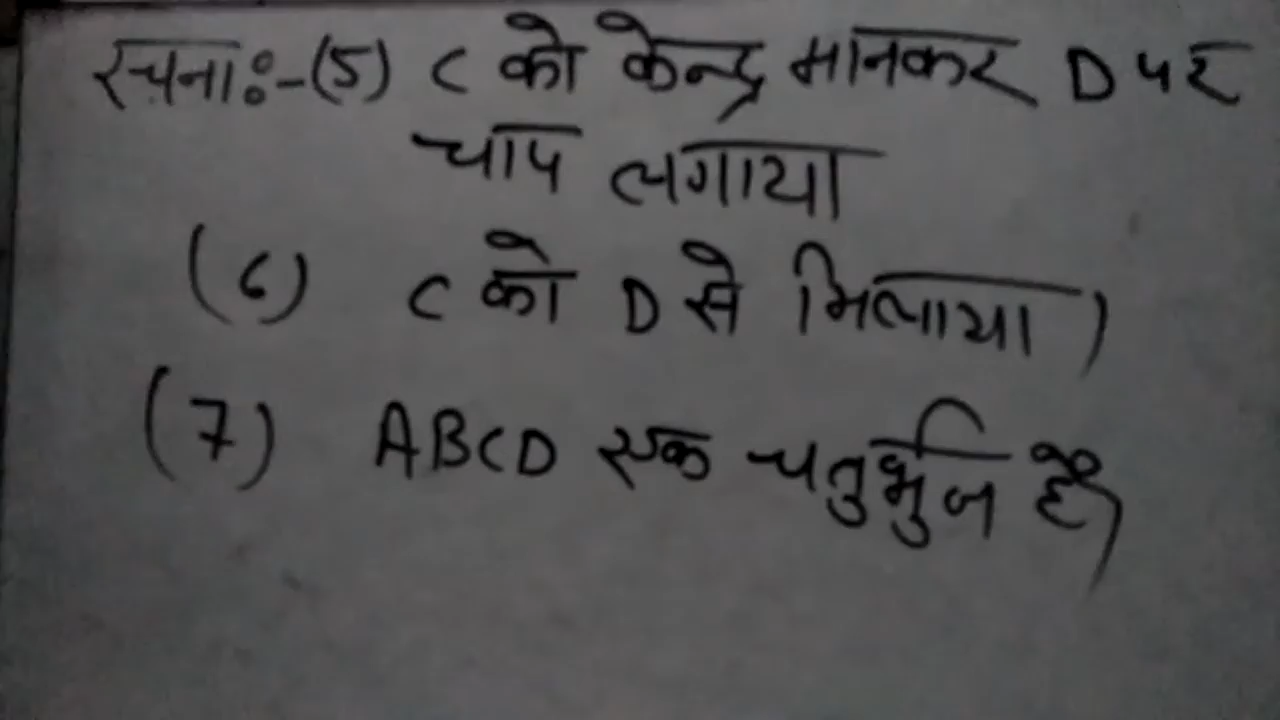 रचनाः-(5) C को केन्द्र मानकर D पर
चाप लगाया
(6) C को D से मिलाया।
(7) ABCD एक चतुर्भुज है।